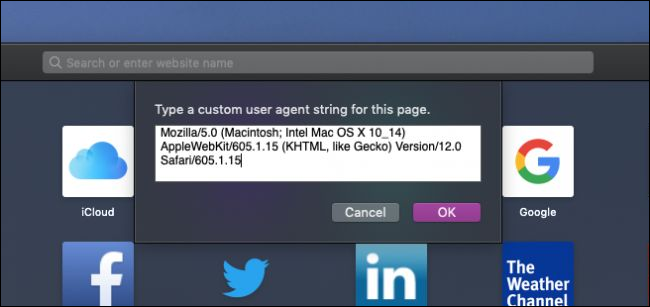 Search or enter website name
Type a custom user agent string for this page.
Mozilla/5.0 (Macintosh; Intel Mac OS X 10_14)
AppleWebKit/605.1.15 (KHTML, like Gecko) Version/12.0
Safari/605.1.15
Cancel
OK
iCloud
G
Google
f
in
The
Weather
Channel